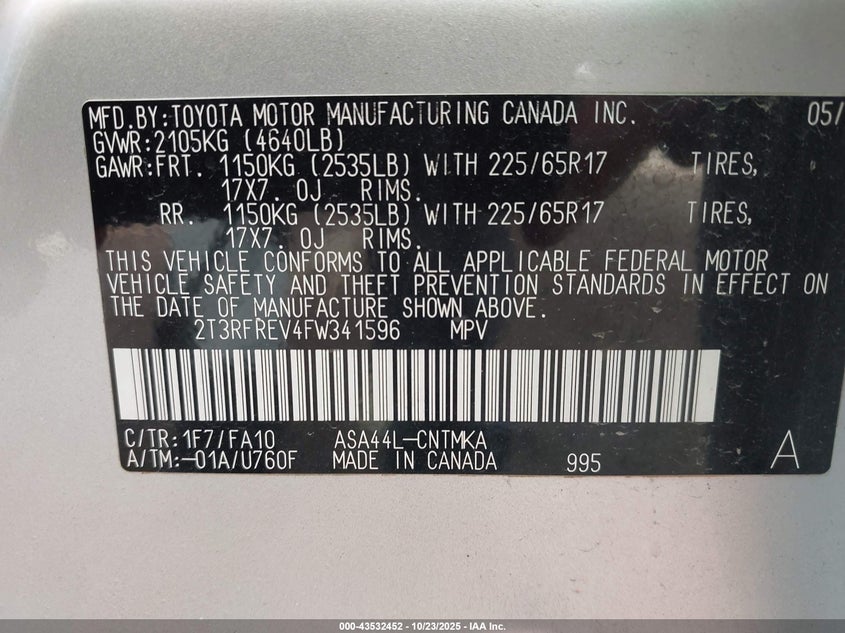 MFD.BY:TOYOTA MOTOR MANUFACTURING CANADA INC. 05/
GVWR:2105KG (4640LB)
GAWR:FRT. 1150KG (2535LB) WITH 225/65R17 TIRES,
17X7. OJ RIMS.
RR. 1150KG (2535LB) WITH 225/65R17 TIRES,
17X7. OJ RIMS.
THIS VEHICLE CONFORMS TO ALL APPLICABLE FEDERAL MOTOR
VEHICLE SAFETY AND THEFT PREVENTION STANDARDS IN EFFECT ON
THE DATE OF MANUFACTURE SHOWN ABOVE.
2T3RFREV4FW341596 MPV
C/TR:1F7/FA10 ASA44L-CNTMKA
A/TM:-01A/U760F MADE IN CANADA 995 A
000-43532452 - 10/23/2025 - IAA Inc.